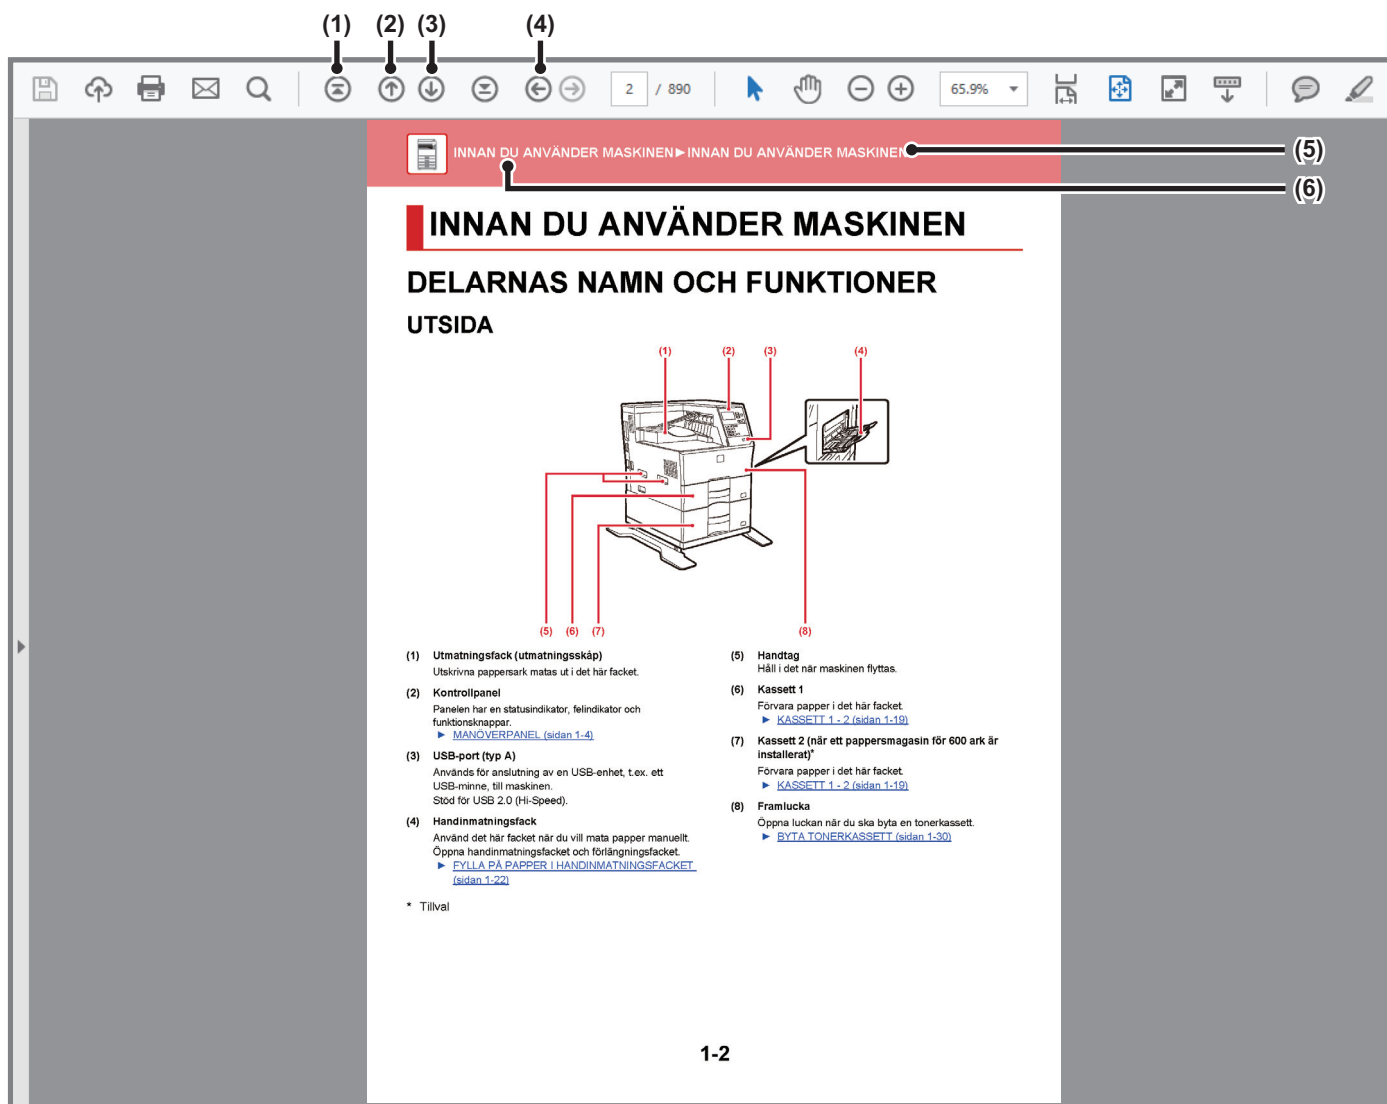 (1) (2) (3) (4)
2 / 890 65.9%
INNAN DU ANVÄNDER MASKINEN►INNAN DU ANVÄNDER MASKINEN
(5)
(6)
INNAN DU ANVÄNDER MASKINEN
DELARNAS NAMN OCH FUNKTIONER
UTSIDA
(1) (2) (3) (4)
(5) (6) (7) (8)
(1) Utmatningsfack (utmatningsskåp)
Utskrivna pappersark matas ut i det här facket.
(2) Kontrollpanel
Panelen har en statusindikator, felindikator och
funktionsknappar.
► MANÖVERPANEL (sidan 1-4)
(3) USB-port (typ A)
Används för anslutning av en USB-enhet, t.ex. ett
USB-minne, till maskinen.
Stöd för USB 2.0 (Hi-Speed).
(4) Handinmatningsfack
Använd det här facket när du vill mata papper manuellt.
Öppna handinmatningsfacket och förlängningsfacket.
► FYLLA PÅ PAPPER I HANDINMATNINGSFACKET
(sidan 1-22)
* Tillval
(5) Handtag
Håll i det när maskinen flyttas.
(6) Kassett 1
Förvara papper i det här facket.
► KASSETT 1 - 2 (sidan 1-19)
(7) Kassett 2 (när ett pappersmagasin för 600 ark är
installerat)*
Förvara papper i det här facket.
► KASSETT 1 - 2 (sidan 1-19)
(8) Framlucka
Öppna luckan när du ska byta en tonerkassett.
► BYTA TONERKASSETT (sidan 1-30)
1-2